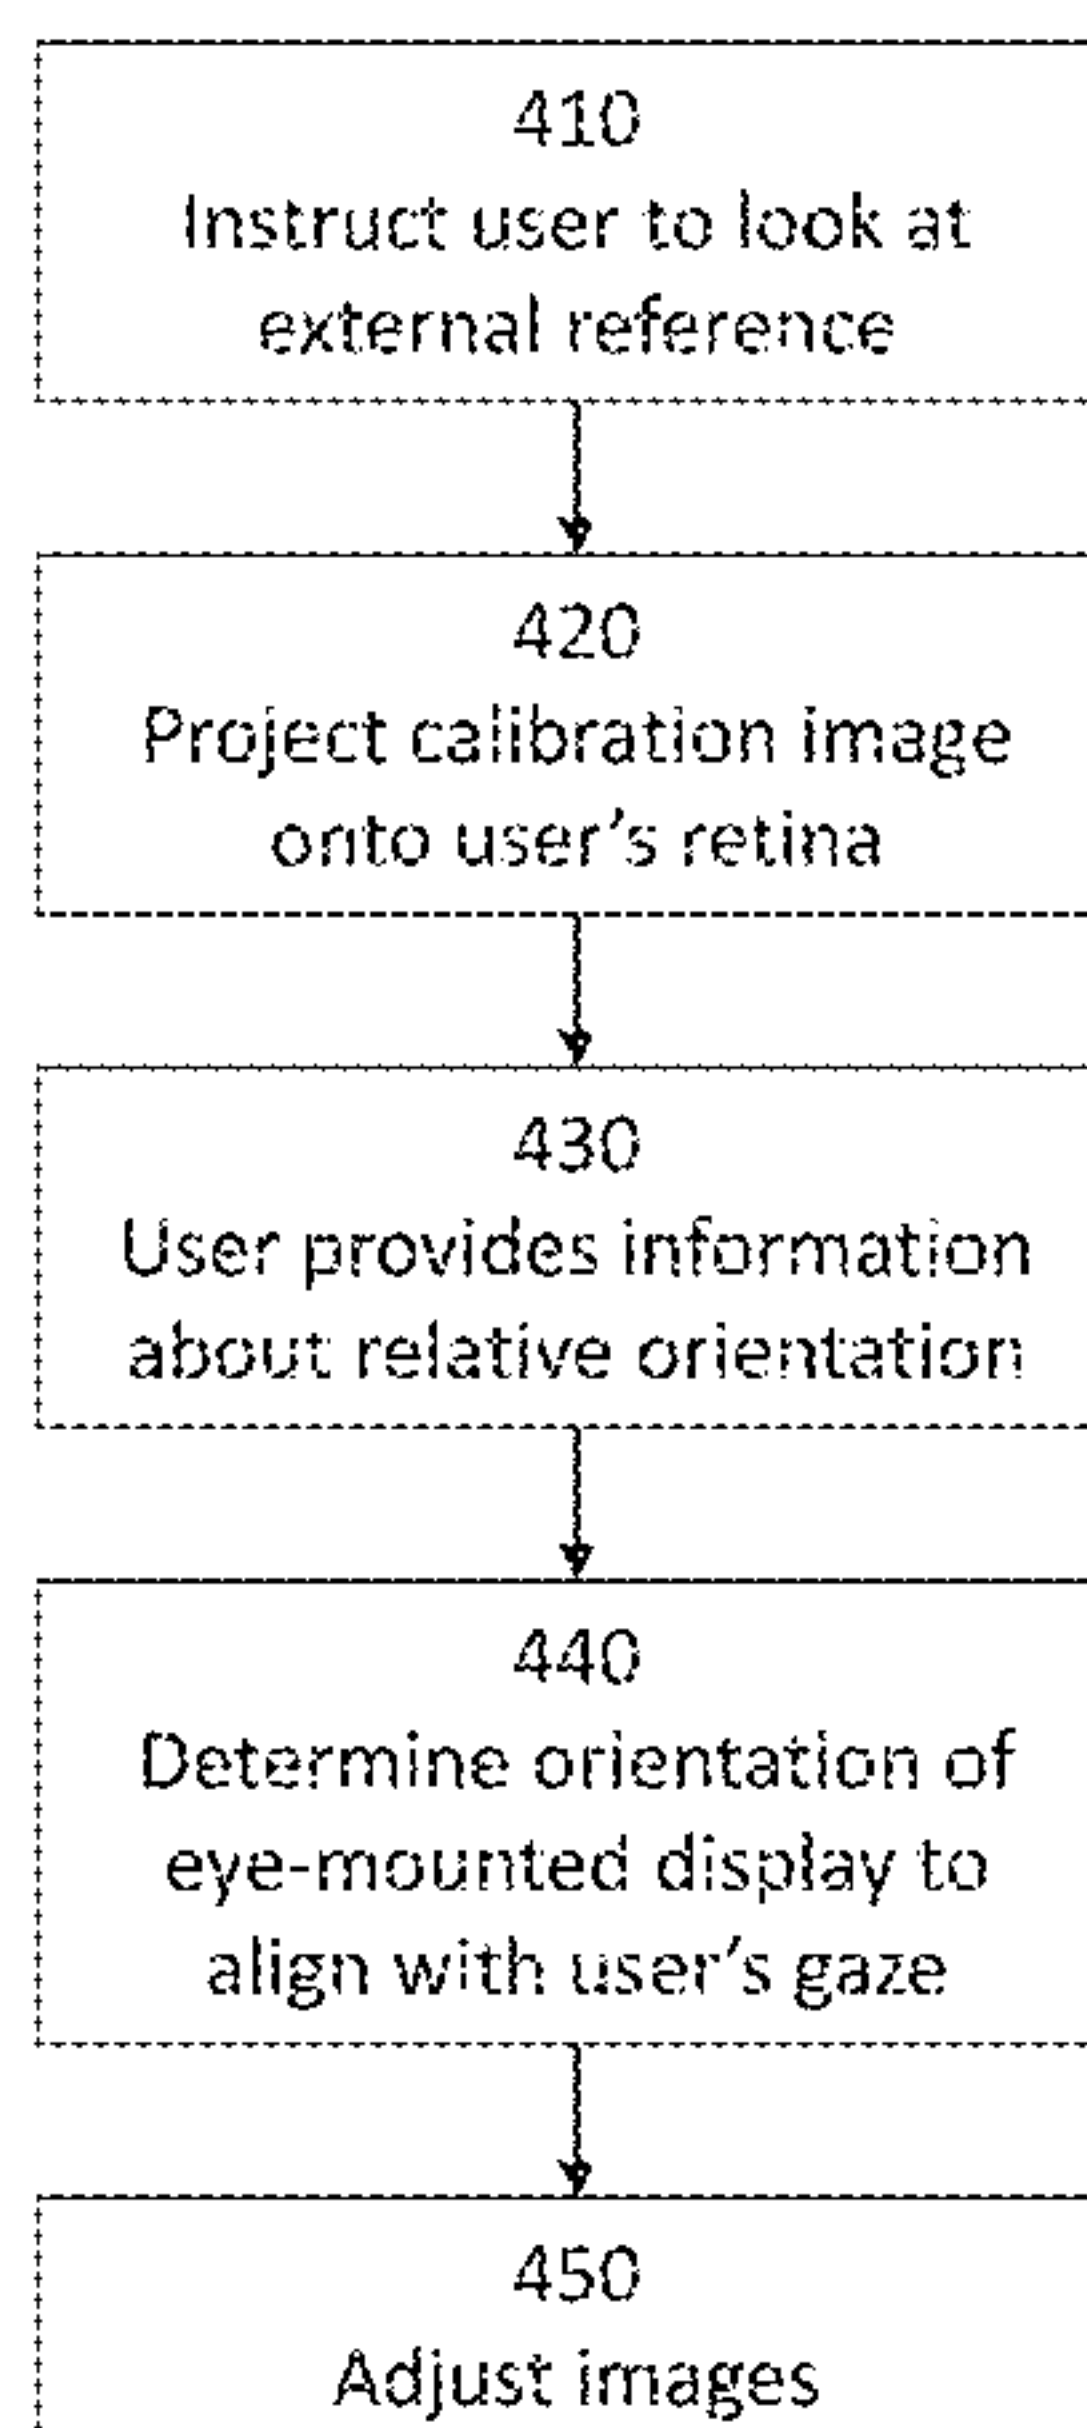 410
Instruct user to look at
external reference
420
Project calibration image
onto user's retina
430
User provides information
about relative orientation
440
Determine orientation of
eye-mounted display to
align with user's gaze
450
Adjust images